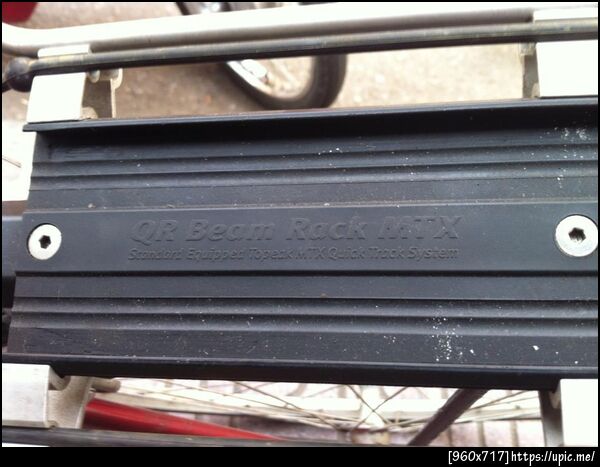 QR Beam Rack MTX
Standard Equipped Topeak MTX Quick Track System
[960x717]https://upic.me/